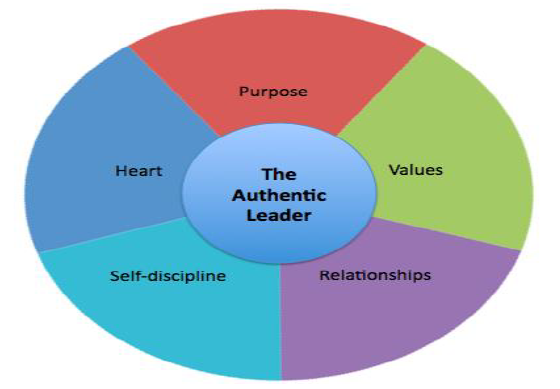 Purpose
Heart
Values
The
Authentic
Leader
Self-discipline
Relationships